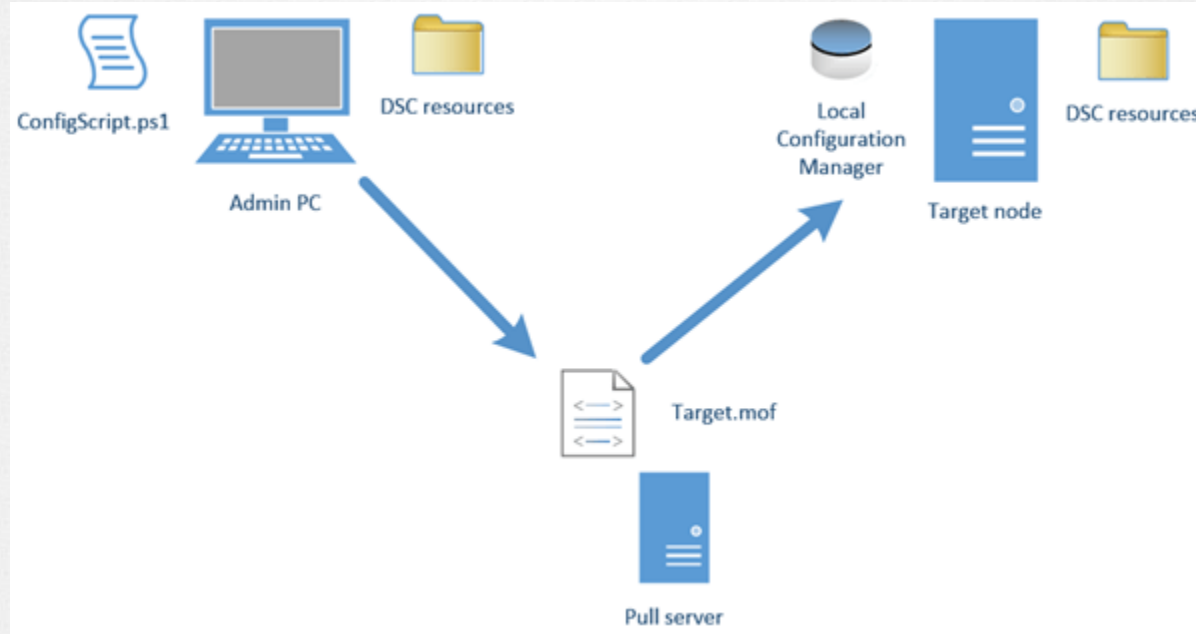 ConfigScript.ps1
Admin PC
DSC resources
Local
Configuration
Manager
Target node
DSC resources
Target.mof
Pull server